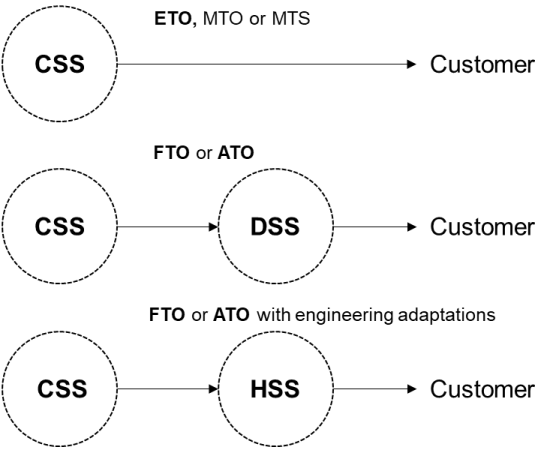 ETO, MTO or MTS
CSS Customer
FTO or ATO
CSS DSS Customer
FTO or ATO with engineering adaptations
CSS HSS Customer